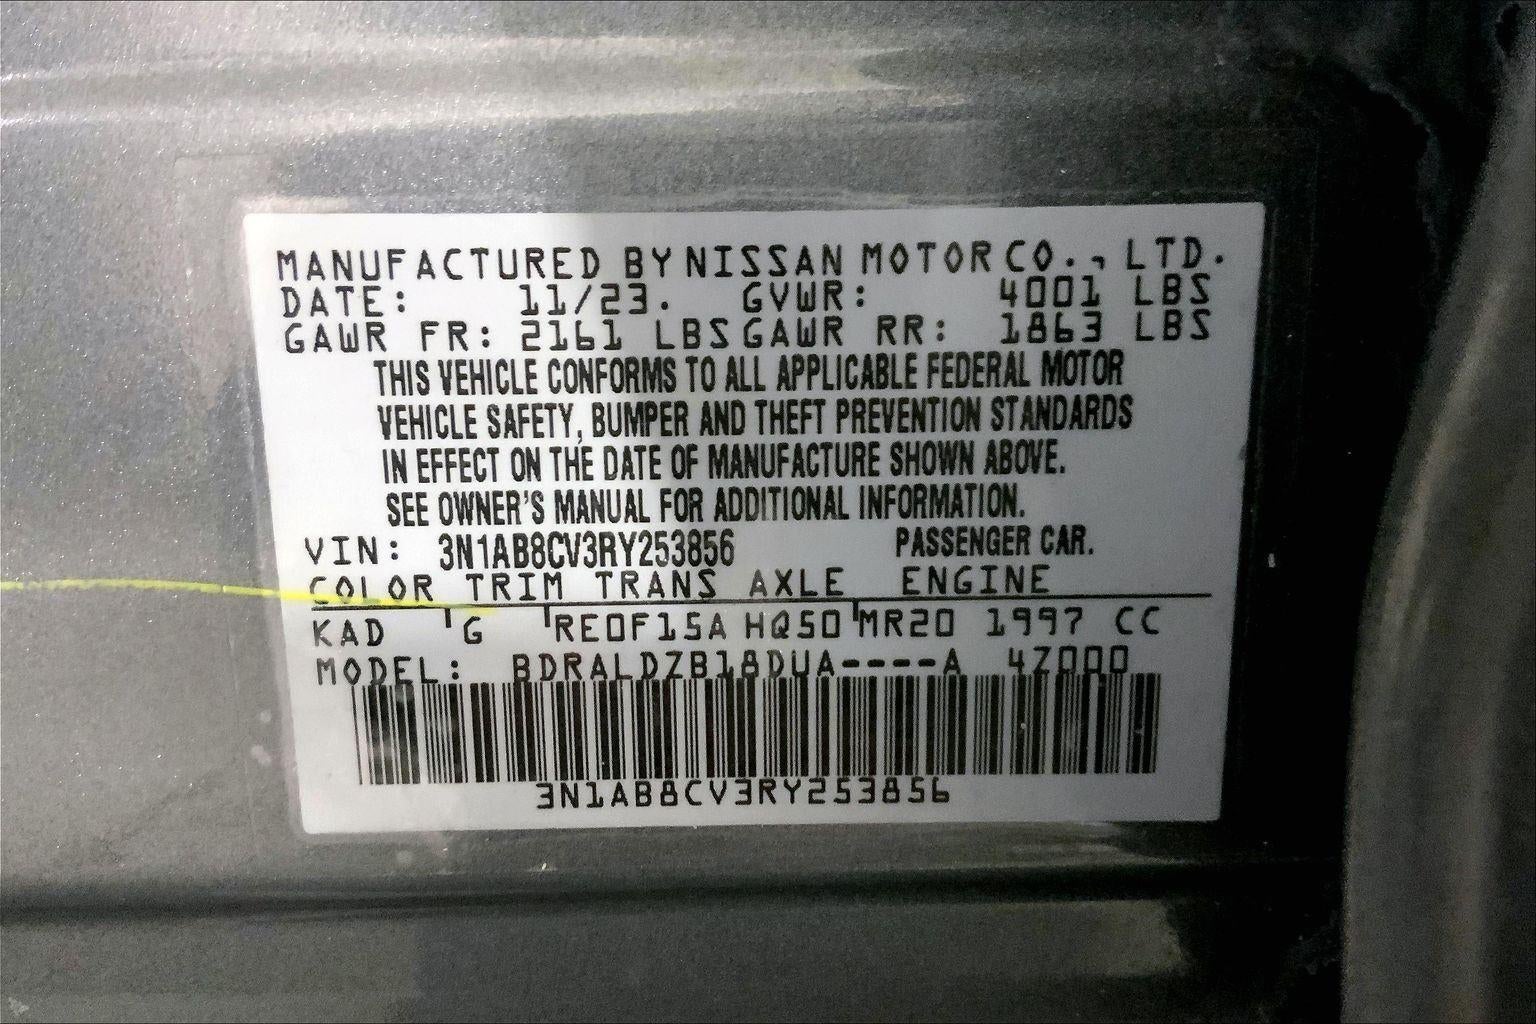 MANUFACTURED BY NISSAN MOTOR CO., LTD.
DATE: 11/23. GVWR: 4001 LBS
GAWR FR: 2161 LBS GAWR RR: 1863 LBS
THIS VEHICLE CONFORMS TO ALL APPLICABLE FEDERAL MOTOR
VEHICLE SAFETY, BUMPER AND THEFT PREVENTION STANDARDS
IN EFFECT ON THE DATE OF MANUFACTURE SHOWN ABOVE.
SEE OWNER'S MANUAL FOR ADDITIONAL INFORMATION.
VIN: 3N1AB8CV3RY253856 PASSENGER CAR.
COLOR TRIM TRANS AXLE ENGINE
KAD G RE0F15A HQ50 MR20 1997 CC
MODEL: BDRALDZB18DUA----A 4Z000
3N1AB8CV3RY253856